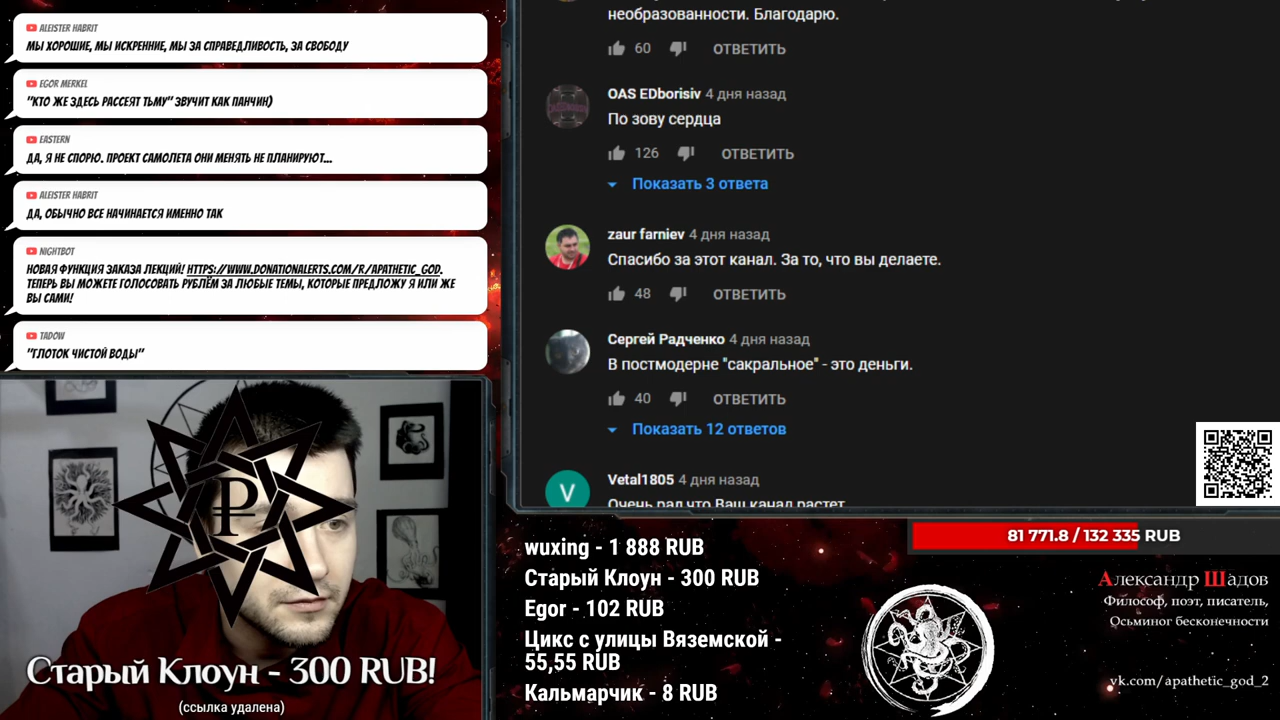 ALEISTER HABRIT
МЫ ХОРОШИЕ, МЫ ИСКРЕННИЕ, МЫ ЗА СПРАВЕДЛИВОСТЬ, ЗА СВОБОДУ
EGOR MERKEL
"КТО ЖЕ ЗДЕСЬ РАССЕЯТ ТЬМУ" ЗВУЧИТ КАК ПАНЧИН)
EASTERN
ДА, Я НЕ СПОРЮ. ПРОЕКТ САМОЛЕТА ОНИ МЕНЯТЬ НЕ ПЛАНИРУЮТ...
ALEISTER HABRIT
ДА, ОБЫЧНО ВСЕ НАЧИНАЕТСЯ ИМЕННО ТАК
NIGHTBOT
НОВАЯ ФУНКЦИЯ ЗАКАЗА ЛЕКЦИЙ! HTTPS://WWW.DONATIONALERTS.COM/R/APATHETIC_GOD.
ТЕПЕРЬ ВЫ МОЖЕТЕ ГОЛОСОВАТЬ РУБЛЁМ ЗА ЛЮБЫЕ ТЕМЫ, КОТОРЫЕ ПРЕДЛОЖУ Я ИЛИ ЖЕ
ВЫ САМИ!
TADOW
"ГЛОТОК ЧИСТОЙ ВОДЫ"
необразованности. Благодарю.
60 ОТВЕТИТЬ
OAS EDborisiv 4 дня назад
По зову сердца
126 ОТВЕТИТЬ
Показать 3 ответа
zaur farniev 4 дня назад
Спасибо за этот канал. За то, что вы делаете.
48 ОТВЕТИТЬ
Сергей Радченко 4 дня назад
В постмодерне "сакральное" - это деньги.
40 ОТВЕТИТЬ
Показать 12 ответов
V
Vetal1805 4 дня назад
Очень рад что Ваш канал растет
₽
Старый Клоун - 300 RUB!
(ссылка удалена)
wuxing - 1 888 RUB
Старый Клоун - 300 RUB
Egor - 102 RUB
Цикс с улицы Вяземской -
55,55 RUB
Кальмарчик - 8 RUB
81 771.8 / 132 335 RUB
Александр Шадов
Философ, поэт, писатель,
Осьминог бесконечности
vk.com/apathetic_god_2